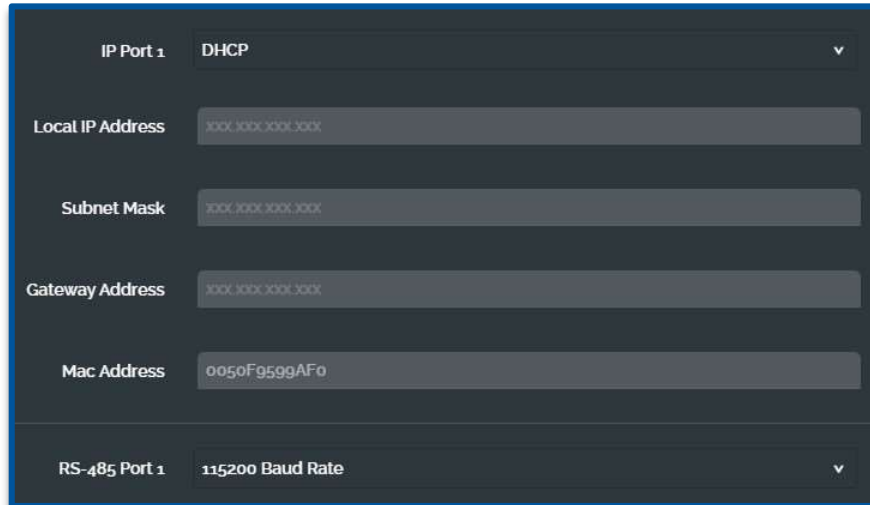 IP Port 1 DHCP
Local IP Address xxx.xxx.xxx.xxx
Subnet Mask xxx.xxx.xxx.xxx
Gateway Address xxx.xxx.xxx.xxx
Mac Address 0050F9599AF0
RS-485 Port 1 115200 Baud Rate